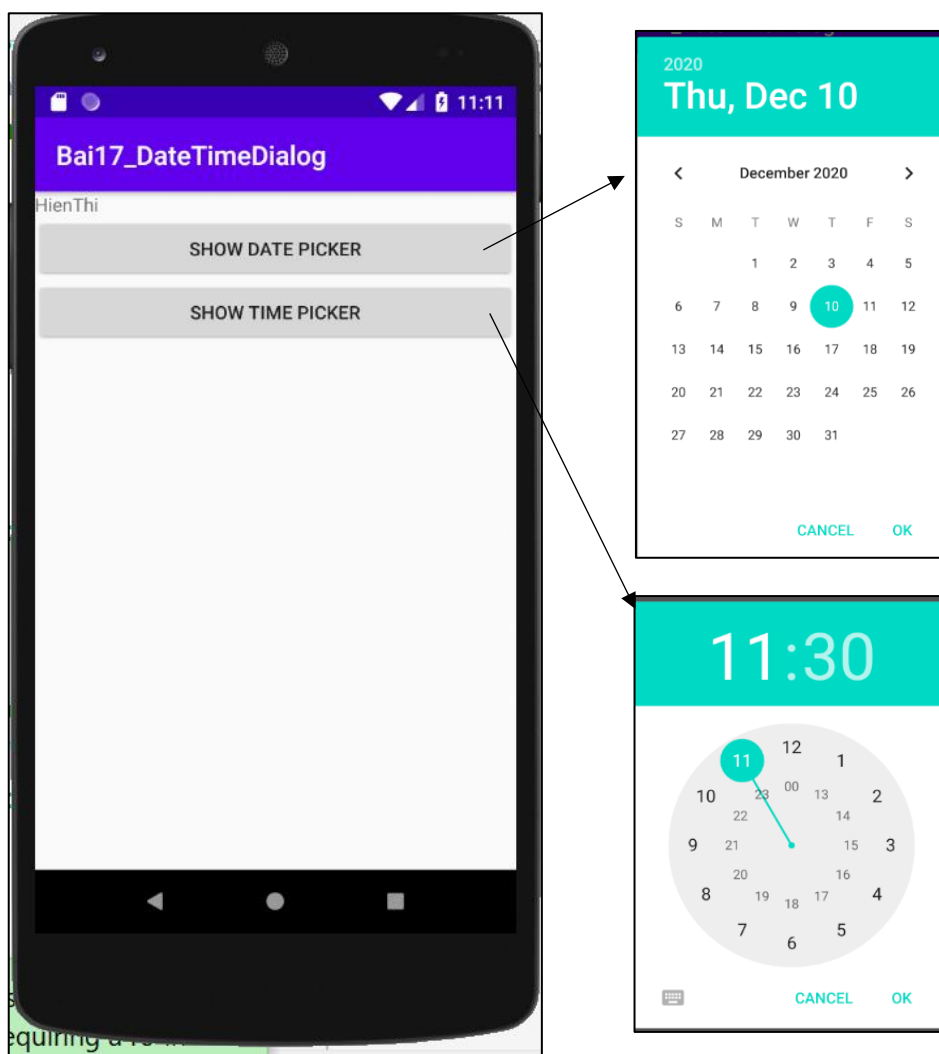 11:11
Bai17_DateTimeDialog
HienThi
SHOW DATE PICKER
SHOW TIME PICKER
2020
Thu, Dec 10
December 2020
S M T W T F S
1 2 3 4 5
6 7 8 9 10 11 12
13 14 15 16 17 18 19
20 21 22 23 24 25 26
27 28 29 30 31
CANCEL OK
11:30
12
11 1
00
10 23 13 2
22 14
9 21 15 3
20 16
8 19 17 4
18
7 5
6
CANCEL OK